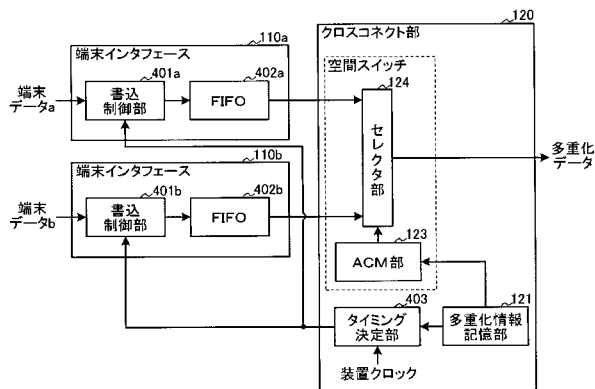 120
クロスコネクト部
110a
端末インタフェース
401a
402a
端末
データa
書込
制御部
FIFO
空間スイッチ
124
セレクタ部
多重化
データ
110b
端末インタフェース
401b
402b
端末
データb
書込
制御部
FIFO
123
ACM部
403
121
タイミング
決定部
多重化情報
記憶部
装置クロック